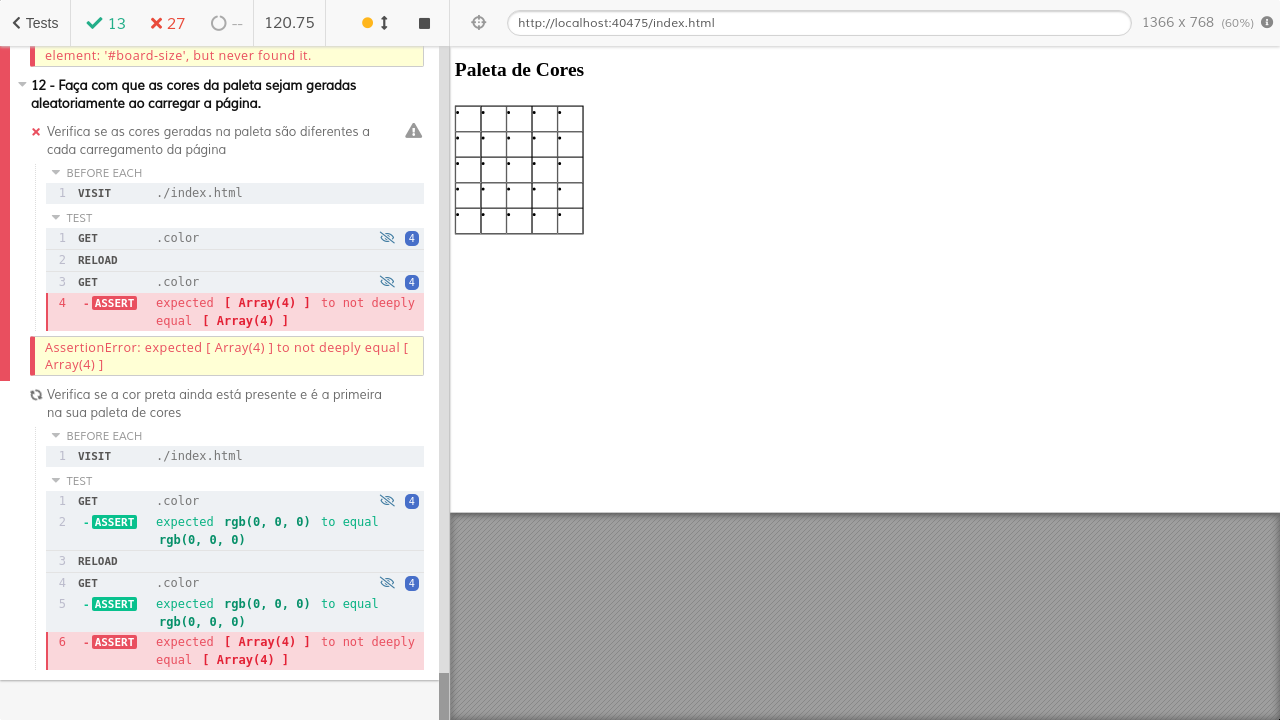 Tests 13 27 -- 120.75 http://localhost:40475/index.html 1366 x 768 (60%)
element: '#board-size', but never found it.
12 - Faça com que as cores da paleta sejam geradas
aleatoriamente ao carregar a página.
Verifica se as cores geradas na paleta são diferentes a
cada carregamento da página
BEFORE EACH
1 VISIT ./index.html
TEST
1 GET .color 4
2 RELOAD
3 GET .color 4
4 -ASSERT expected [ Array(4) ] to not deeply
equal [ Array(4) ]
AssertionError: expected [ Array(4) ] to not deeply equal [
Array(4) ]
Verifica se a cor preta ainda está presente e é a primeira
na sua paleta de cores
BEFORE EACH
1 VISIT ./index.html
TEST
1 GET .color 4
2 -ASSERT expected rgb(0, 0, 0) to equal
rgb(0, 0, 0)
3 RELOAD
4 GET .color 4
5 -ASSERT expected rgb(0, 0, 0) to equal
rgb(0, 0, 0)
6 -ASSERT expected [ Array(4) ] to not deeply
equal [ Array(4) ]
Paleta de Cores